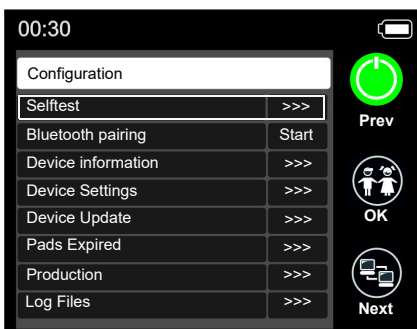 00:30
Configuration
Selftest >>>
Prev
Bluetooth pairing Start
Device information >>>
Device Settings >>>
Device Update >>>
OK
Pads Expired >>>
Production >>>
Log Files >>>
Next